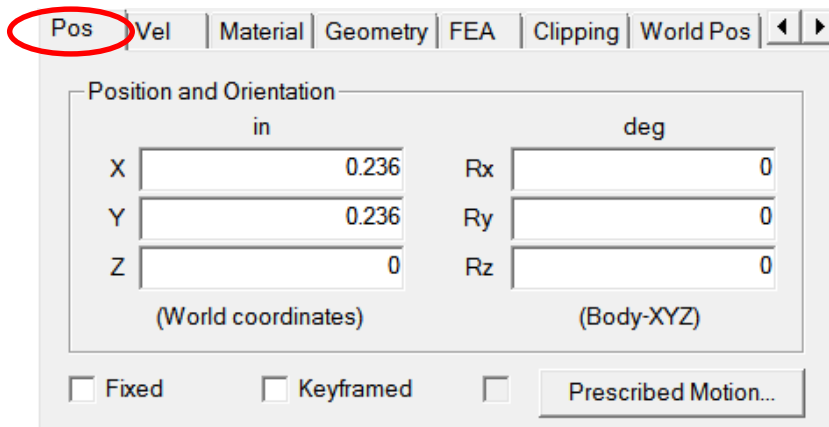 Pos Vel Material Geometry FEA Clipping World Pos
Position and Orientation
in deg
X 0.236 Rx 0
Y 0.236 Ry 0
Z 0 Rz 0
(World coordinates) (Body-XYZ)
Fixed Keyframed Prescribed Motion...